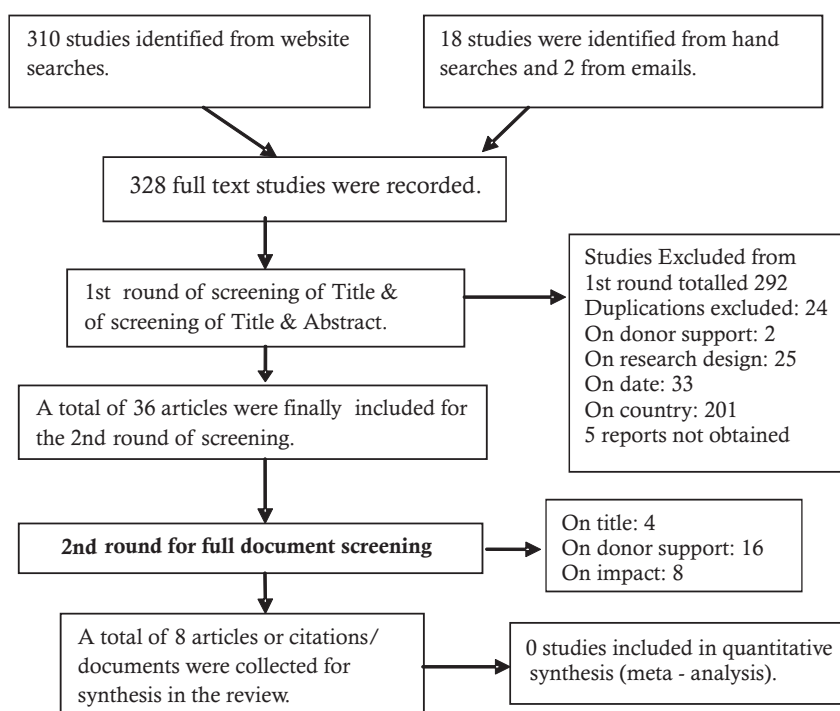 310 studies identified from website
searches.
18 studies were identified from hand
searches and 2 from emails.
328 full text studies were recorded.
1st round of screening of Title &
of screening of Title & Abstract.
Studies Excluded from
1st round totalled 292
Duplications excluded: 24
On donor support: 2
On research design: 25
On date: 33
On country: 201
5 reports not obtained
A total of 36 articles were finally included for
the 2nd round of screening.
2nd round for full document screening
On title: 4
On donor support: 16
On impact: 8
A total of 8 articles or citations/
documents were collected for
synthesis in the review.
0 studies included in quantitative
synthesis (meta - analysis).